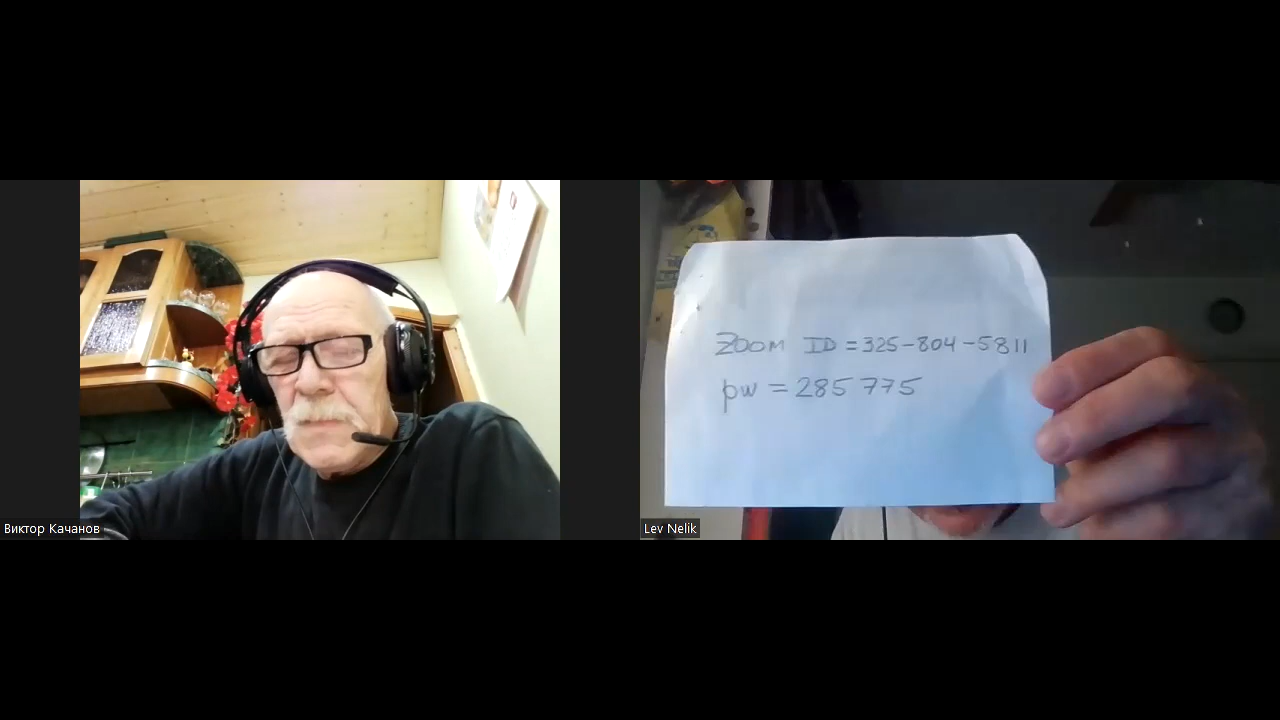 Zoom ID = 325-804-5811
pw = 285 775
Виктор Качанов
Lev Nelik